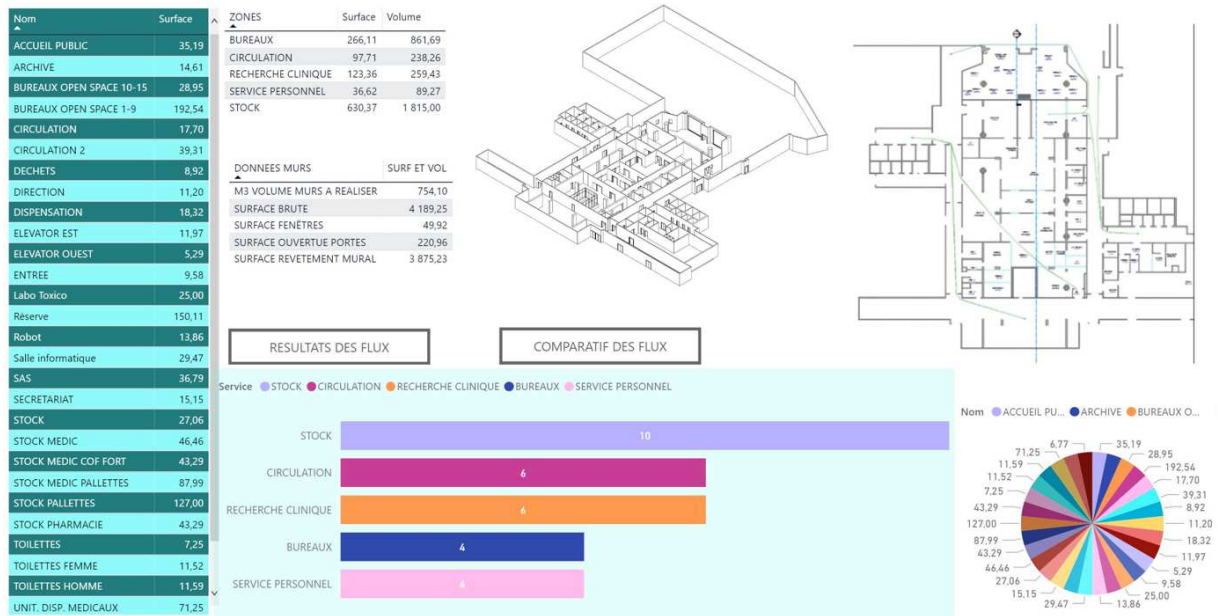 Nom Surface
ACCUEIL PUBLIC 35,19
ARCHIVE 14,61
BUREAUX OPEN SPACE 10-15 28,95
BUREAUX OPEN SPACE 1-9 192,54
CIRCULATION 17,70
CIRCULATION 2 39,31
DECHETS 8,92
DIRECTION 11,20
DISPENSATION 18,32
ELEVATOR EST 11,97
ELEVATOR OUEST 5,29
ENTREE 9,58
Labo Toxico 25,00
Réserve 150,11
Robot 13,86
Salle informatique 29,47
SAS 36,79
SECRETARIAT 15,15
STOCK 27,06
STOCK MEDIC 46,46
STOCK MEDIC COF FORT 43,29
STOCK MEDIC PALLETTES 87,99
STOCK PALLETTES 127,00
STOCK PHARMACIE 43,29
TOILETTES 7,25
TOILETTES FEMME 11,52
TOILETTES HOMME 11,59
UNIT. DISP. MEDICAUX 71,25
ZONES Surface Volume
BUREAUX 266,11 861,69
CIRCULATION 97,71 238,26
RECHERCHE CLINIQUE 123,36 259,43
SERVICE PERSONNEL 36,62 89,27
STOCK 630,37 1 815,00
DONNEES MURS SURF ET VOL
M3 VOLUME MURS A REALISER 754,10
SURFACE BRUTE 4 189,25
SURFACE FENÊTRES 49,92
SURFACE OUVERTUE PORTES 220,96
SURFACE REVETEMENT MURAL 3 875,23
RESULTATS DES FLUX
COMPARATIF DES FLUX
Service STOCK CIRCULATION RECHERCHE CLINIQUE BUREAUX SERVICE PERSONNEL
STOCK 10
CIRCULATION 6
RECHERCHE CLINIQUE 6
BUREAUX 4
SERVICE PERSONNEL
Nom ACCUEIL PU... ARCHIVE BUREAUX O...
6,77 35,19
71,25 28,95
11,59 192,54
11,52 17,70
7,25 39,31
43,29 8,92
127,00 11,20
87,99 18,32
43,29 11,97
46,46 5,29
27,06 9,58
15,15 25,00
29,47 13,86